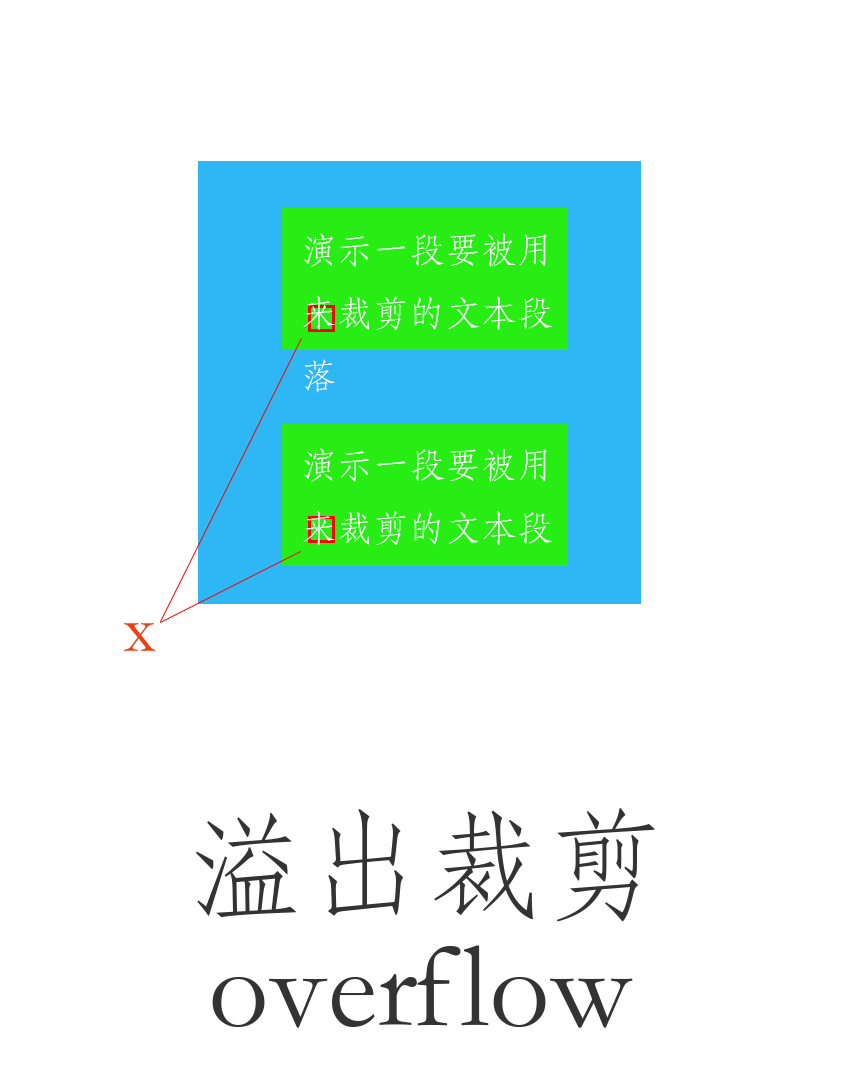 演示一段要被用
来裁剪的文本段
落
演示一段要被用
来裁剪的文本段
x
溢出裁剪
overflow